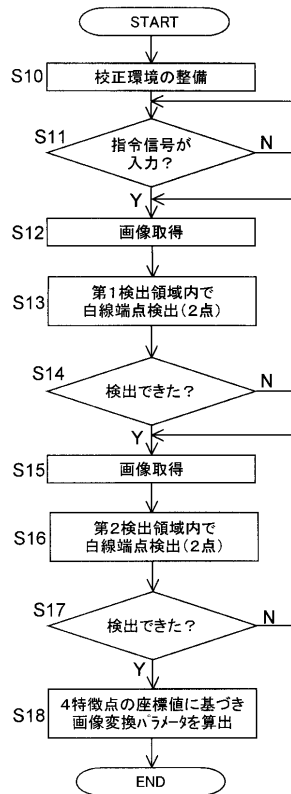 START
S10
校正環境の整備
S11
指令信号が
入力？
N
Y
S12
画像取得
S13
第1検出領域内で
白線端点検出(2点)
S14
検出できた？
N
Y
S15
画像取得
S16
第2検出領域内で
白線端点検出(2点)
S17
検出できた？
N
Y
S18
4特徴点の座標値に基づき
画像変換ﾊﾟﾗﾒｰﾀを算出
END